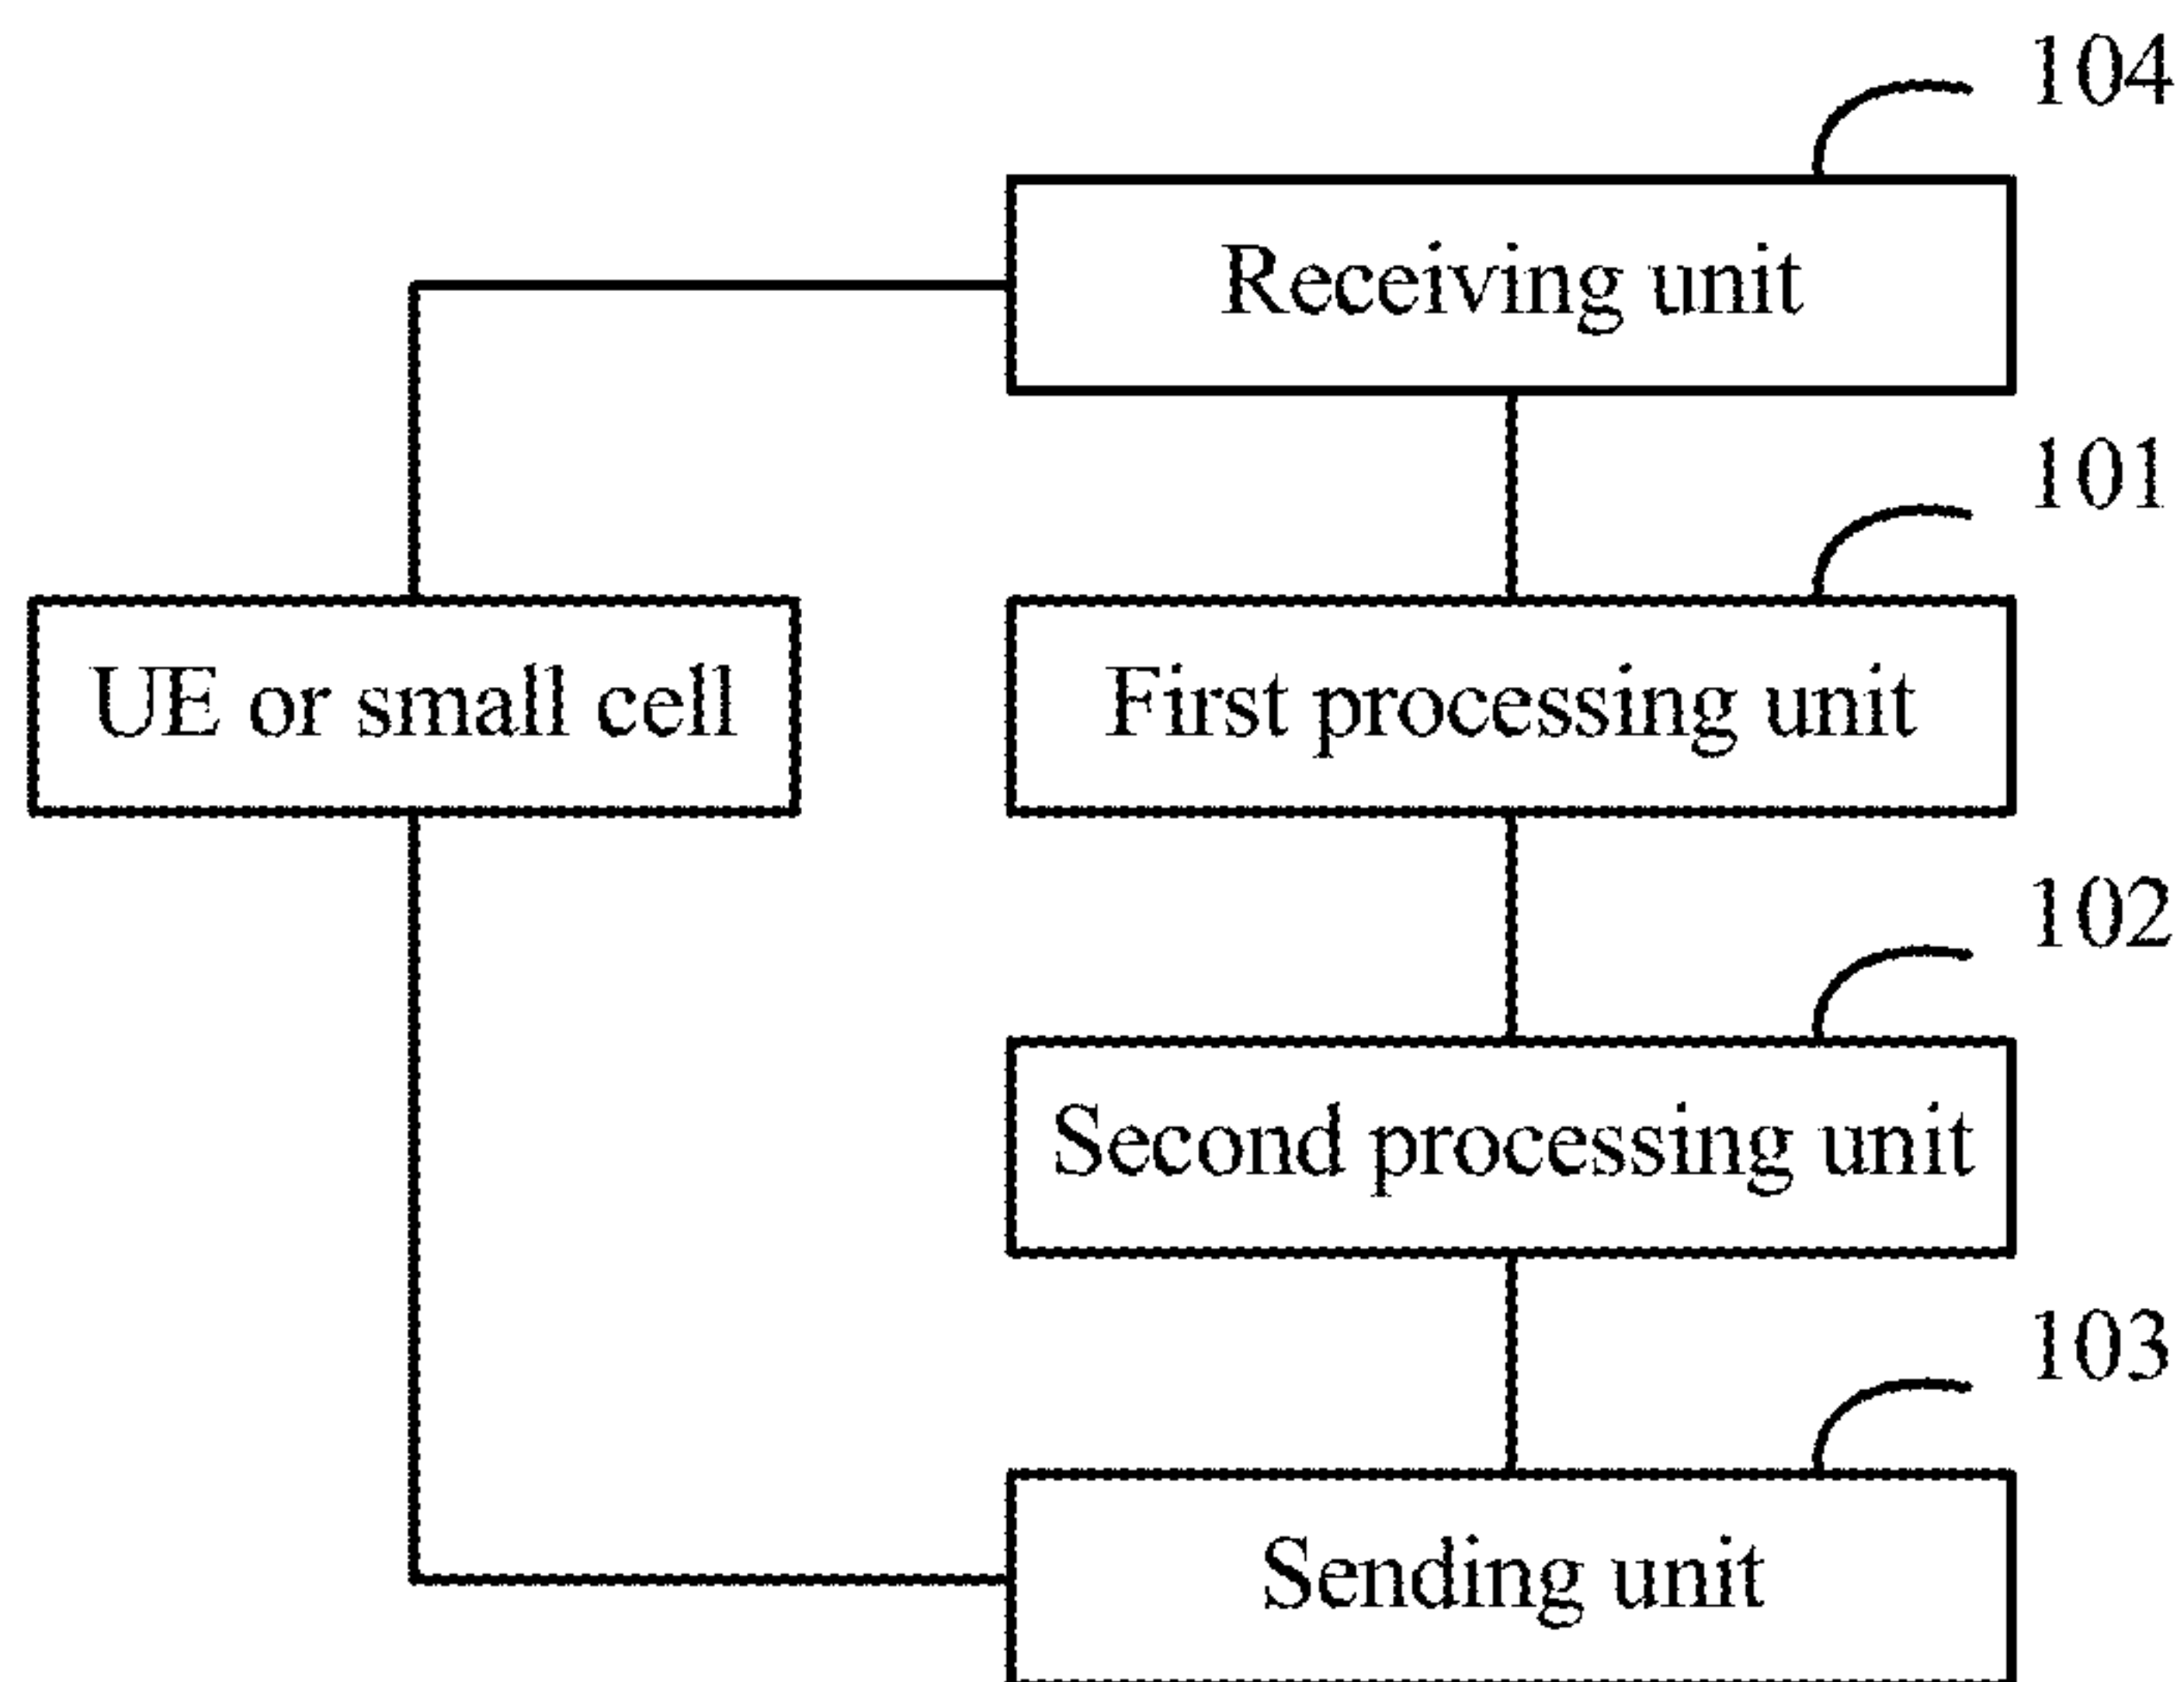 104
Receiving unit
101
UE or small cell
First processing unit
102
Second processing unit
103
Sending unit